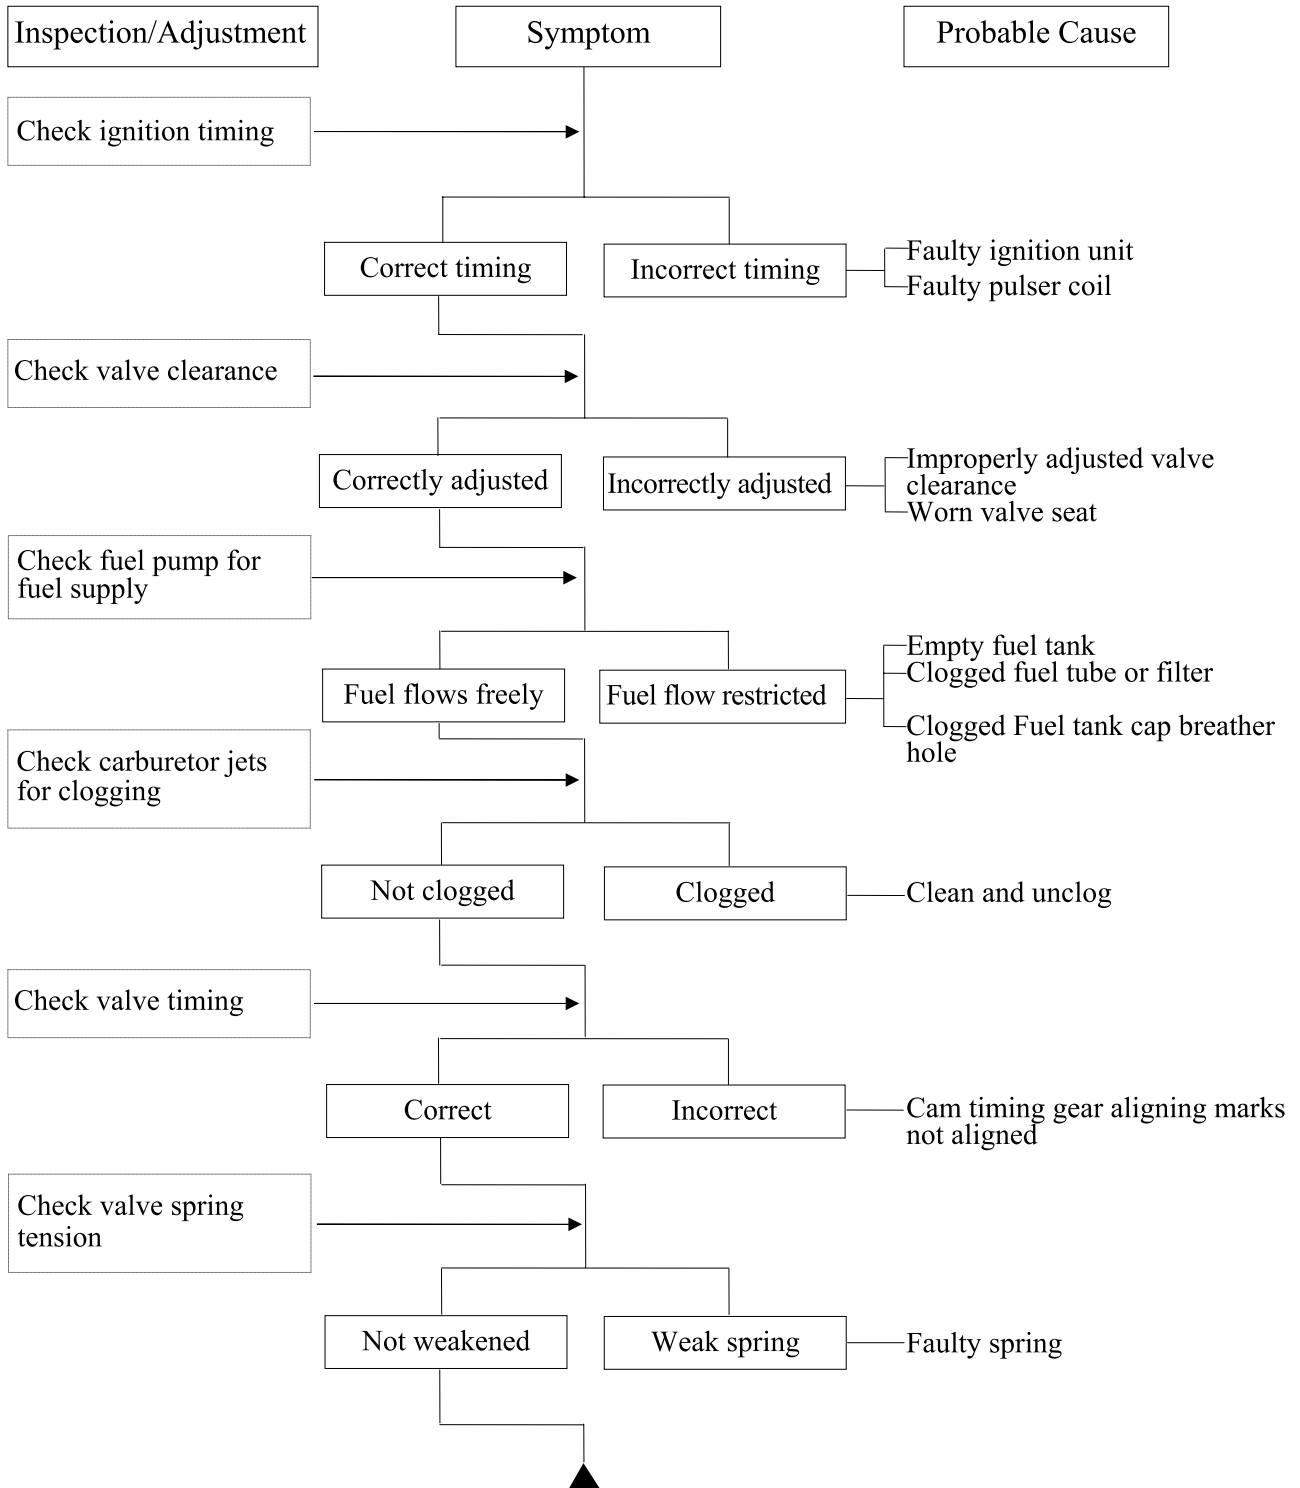 Inspection/Adjustment
Symptom
Probable Cause
Check ignition timing
Correct timing
Incorrect timing
Faulty ignition unit
Faulty pulser coil
Check valve clearance
Correctly adjusted
Incorrectly adjusted
Improperly adjusted valve
clearance
Worn valve seat
Check fuel pump for
fuel supply
Fuel flows freely
Fuel flow restricted
Empty fuel tank
Clogged fuel tube or filter
Clogged Fuel tank cap breather
hole
Check carburetor jets
for clogging
Not clogged
Clogged
Clean and unclog
Check valve timing
Correct
Incorrect
Cam timing gear aligning marks
not aligned
Check valve spring
tension
Not weakened
Weak spring
Faulty spring